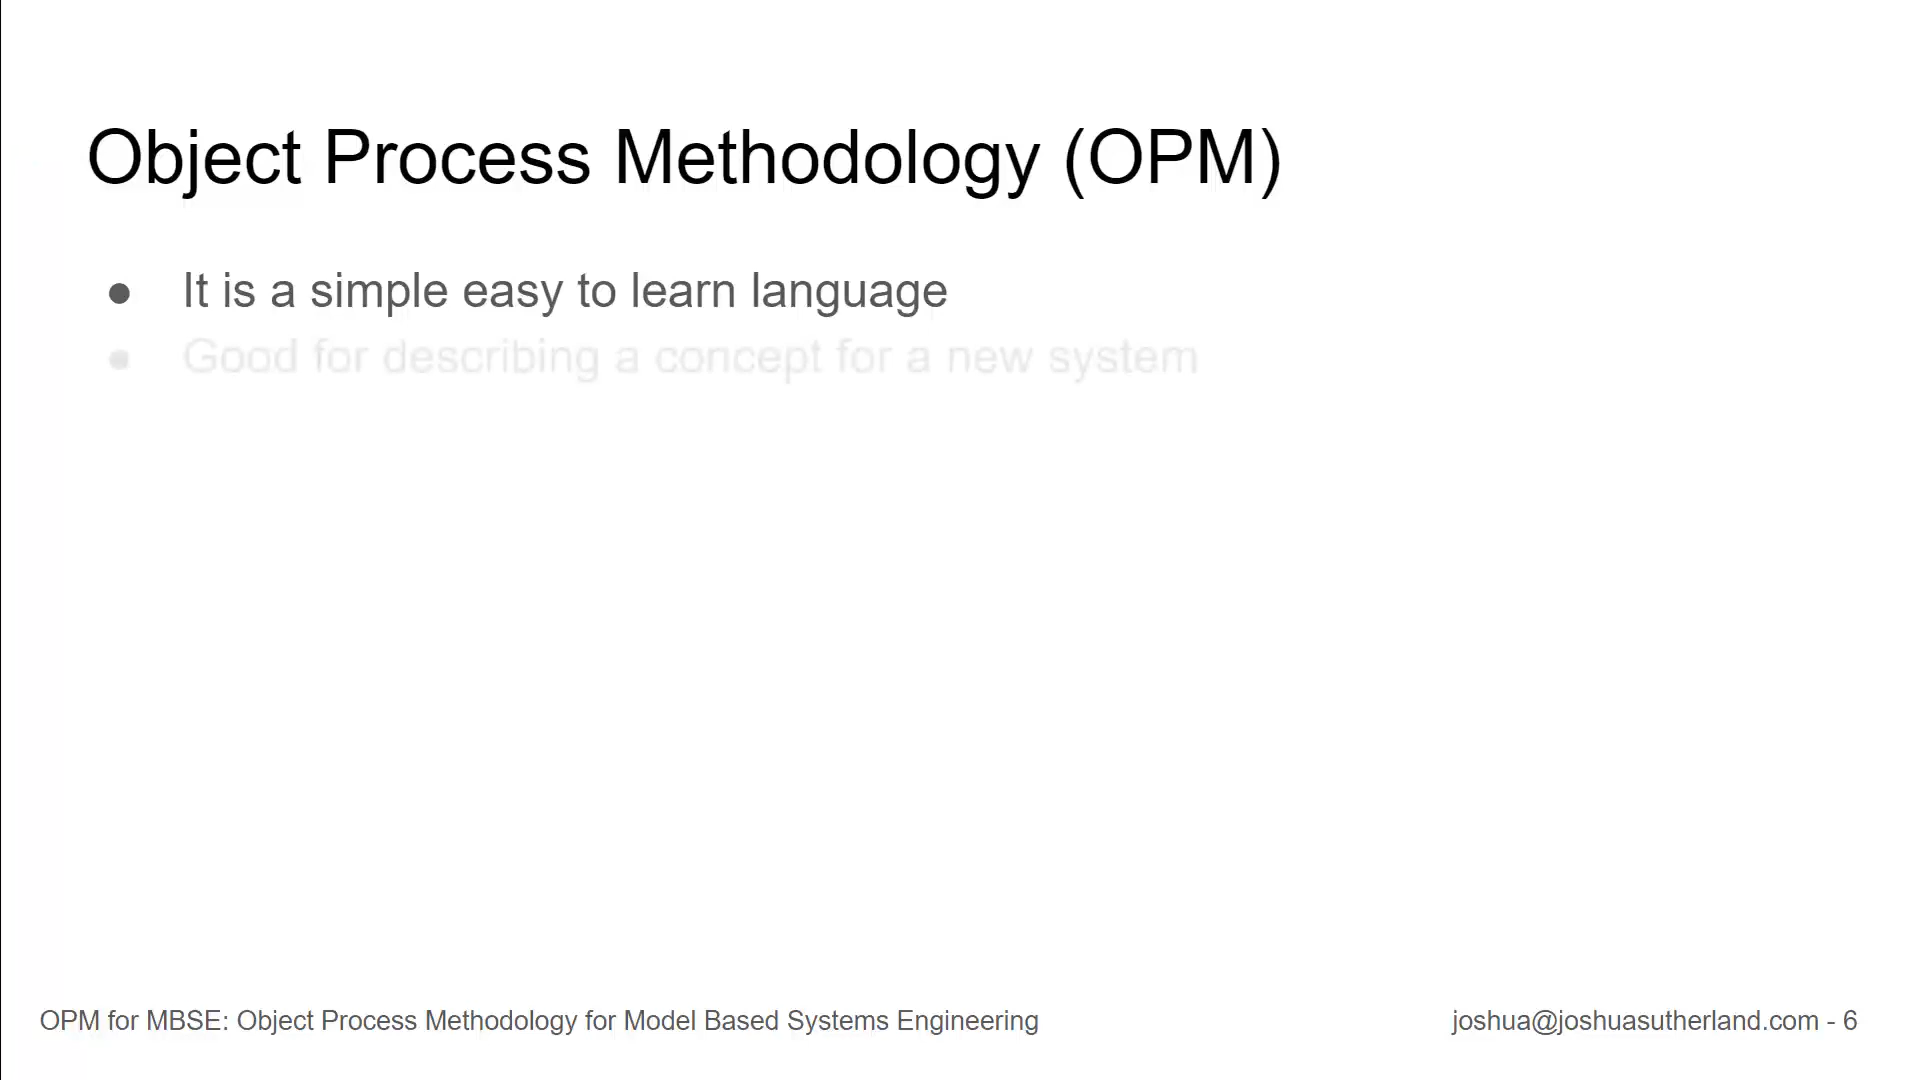 Object Process Methodology (OPM)
● It is a simple easy to learn language
● Good for describing a concept for a new system
OPM for MBSE: Object Process Methodology for Model Based Systems Engineering
joshua@joshuasutherland.com - 6